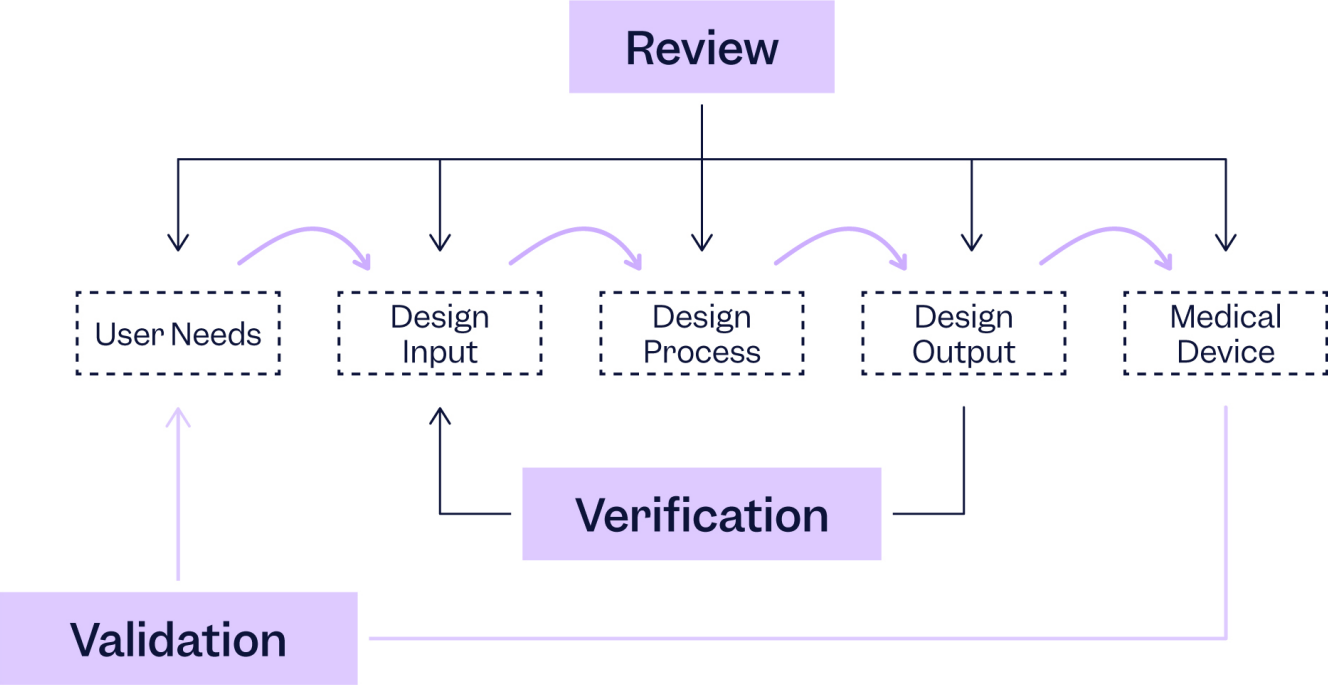 Review
User Needs
Design
Input
Design
Process
Design
Output
Medical
Device
Verification
Validation